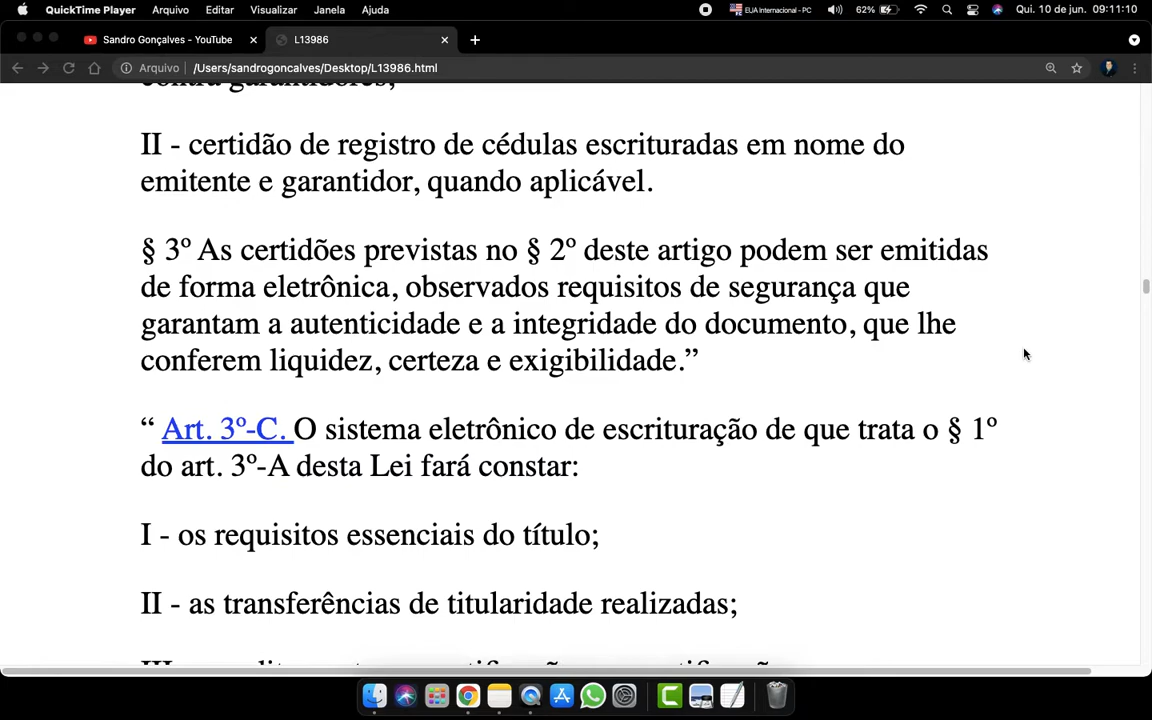 QuickTime Player Arquivo Editar Visualizar Janela Ajuda EUA Internacional - PC 62% Qui. 10 de jun. 09:11:10
Sandro Gonçalves - YouTube L13986
Arquivo /Users/sandrogoncalves/Desktop/L13986.html
contra garantidores;
II - certidão de registro de cédulas escrituradas em nome do
emitente e garantidor, quando aplicável.
§ 3º As certidões previstas no § 2º deste artigo podem ser emitidas
de forma eletrônica, observados requisitos de segurança que
garantam a autenticidade e a integridade do documento, que lhe
conferem liquidez, certeza e exigibilidade.”
“ Art. 3º-C. O sistema eletrônico de escrituração de que trata o § 1º
do art. 3º-A desta Lei fará constar:
I - os requisitos essenciais do título;
II - as transferências de titularidade realizadas;